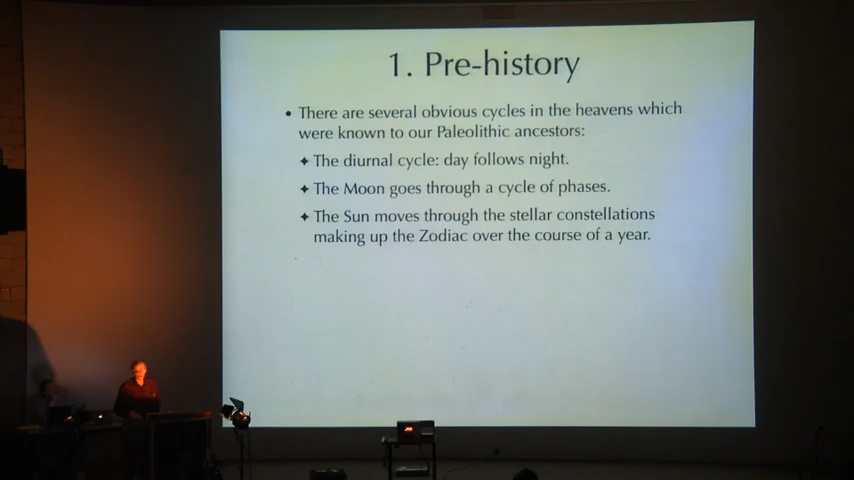 1. Pre-history
• There are several obvious cycles in the heavens which
were known to our Paleolithic ancestors:
✦ The diurnal cycle: day follows night.
✦ The Moon goes through a cycle of phases.
✦ The Sun moves through the stellar constellations
making up the Zodiac over the course of a year.